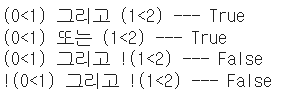 (0<1) 그리고 (1<2) --- True
(0<1) 또는 (1<2) --- True
(0<1) 그리고 !(1<2) --- False
!(0<1) 그리고 !(1<2) --- False